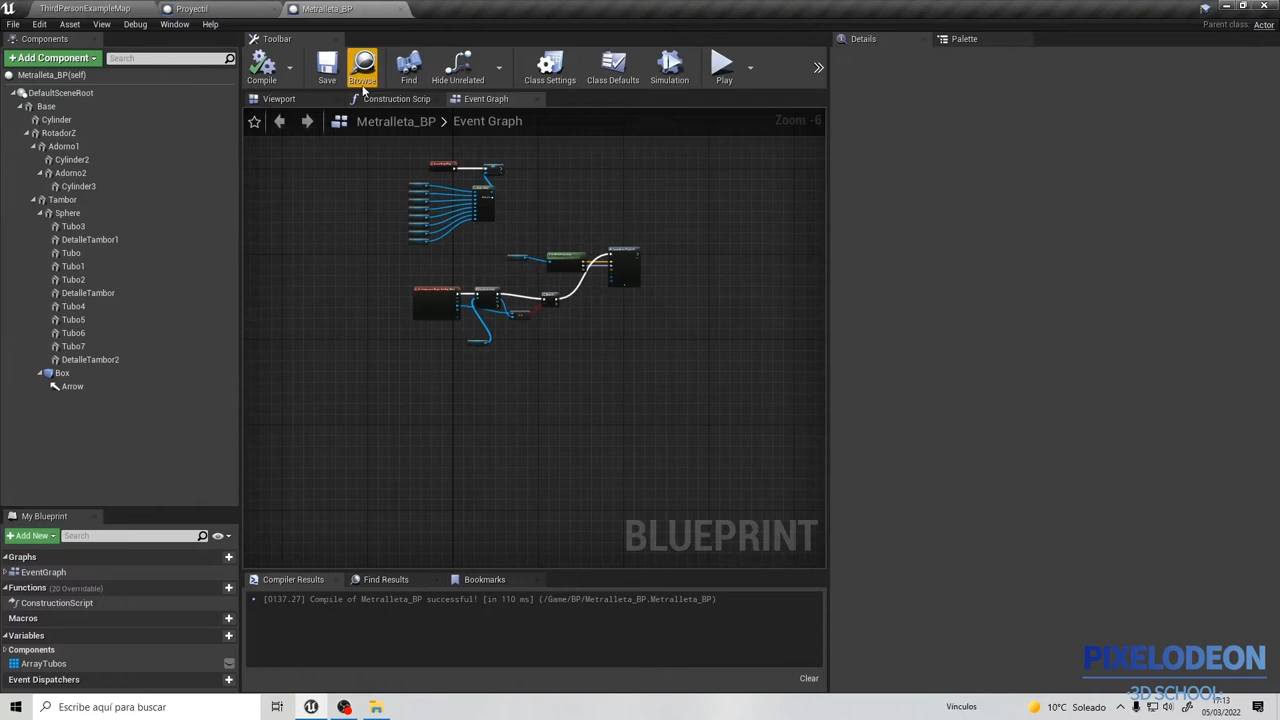 ThirdPersonExampleMap
Proyectil
Metralleta_BP
File Edit Asset View Debug Window Help
Parent class: Actor
Components
Toolbar
Details
Palette
+Add Component
Search
Metralleta_BP(self)
Compile
Save
Browse
Find
Hide Unrelated
Class Settings
Class Defaults
Simulation
Play
DefaultSceneRoot
Base
Cylinder
RotadorZ
Adorno1
Cylinder2
Adorno2
Cylinder3
Tambor
Sphere
Tubo3
DetalleTambor1
Tubo
Tubo1
Tubo2
DetalleTambor
Tubo4
Tubo5
Tubo6
Tubo7
DetalleTambor2
Box
Arrow
Viewport
Construction Scrip
Event Graph
Metralleta_BP > Event Graph
Zoom -6
BLUEPRINT
My Blueprint
+Add New
Search
Graphs
EventGraph
Functions (20 Overridable)
ConstructionScript
Macros
Variables
Components
ArrayTubos
Event Dispatchers
Compiler Results
Find Results
Bookmarks
[0137.27] Compile of Metralleta_BP successful! [in 110 ms] (/Game/BP/Metralleta_BP.Metralleta_BP)
Clear
PIXELODEON
3D SCHOOL
Escribe aquí para buscar
Vínculos
10°C Soleado
17:13
05/03/2022